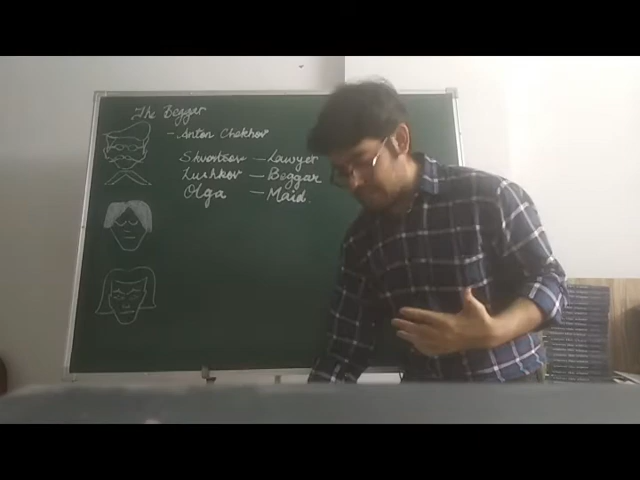 The Beggar
- Anton Chekhov
Skvortsov - Lawyer
Lushkov - Beggar
Olga - Maid.